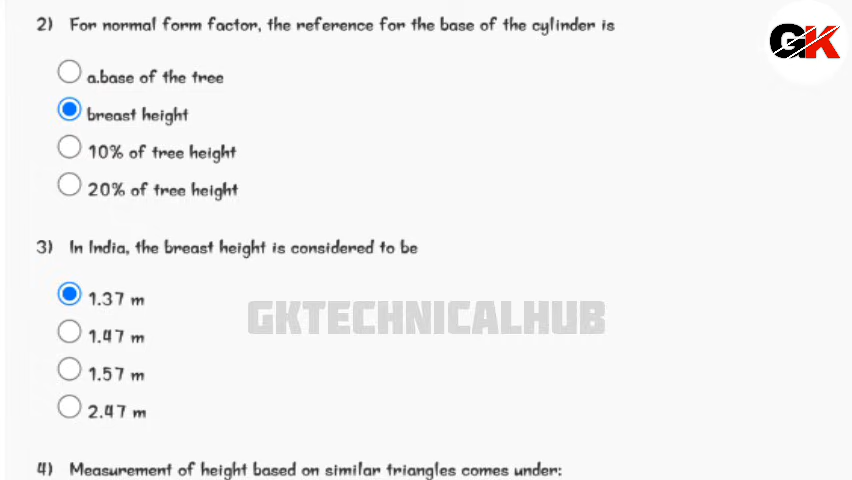 2) For normal form factor, the reference for the base of the cylinder is
GK
a.base of the tree
breast height
10% of tree height
20% of tree height
3) In India, the breast height is considered to be
1.37 m
GKTECHNICALHUB
1.47 m
1.57 m
2.47 m
4) Measurement of height based on similar triangles comes under: